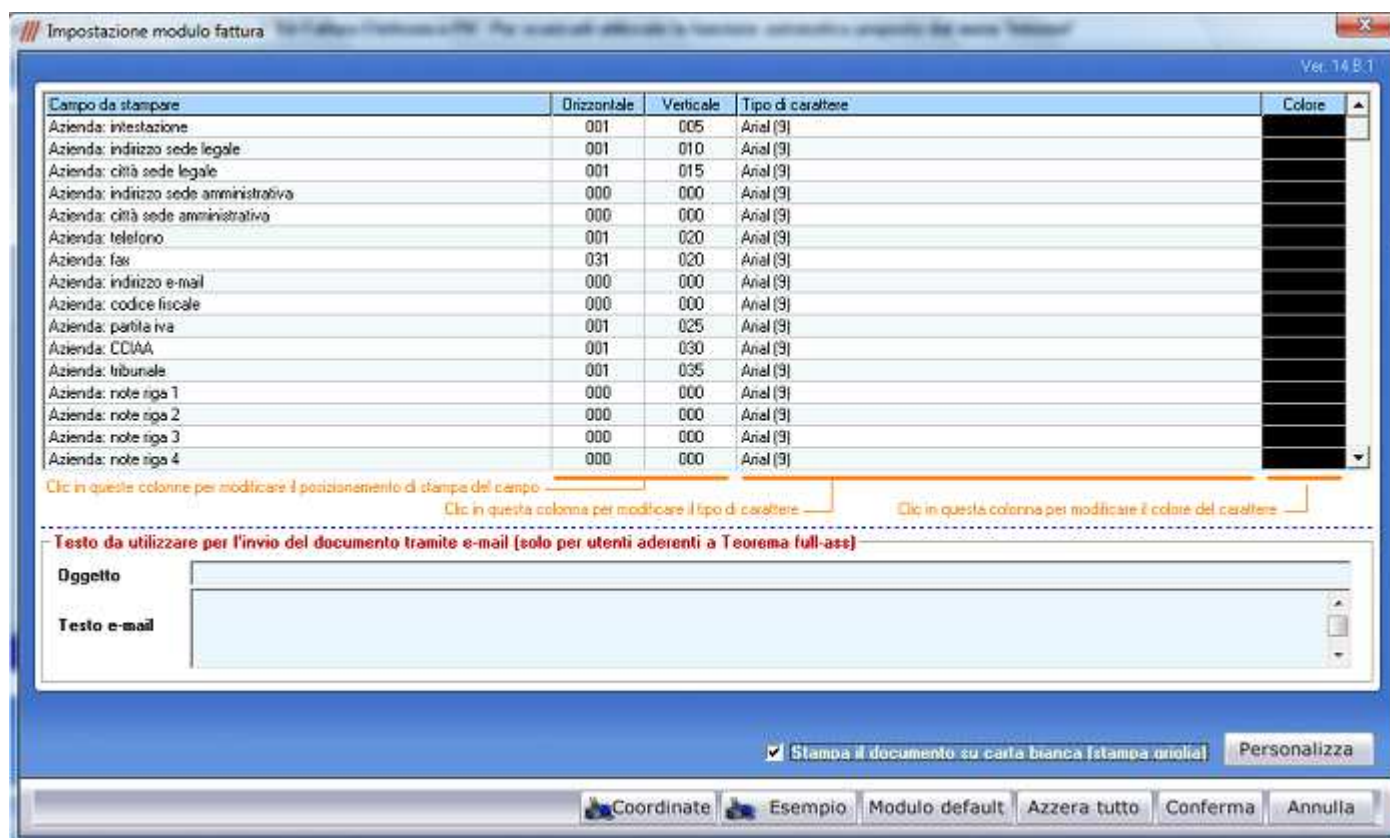 Impostazione modulo fattura
Ver. 14.B.1
Campo da stampare Orizzontale Verticale Tipo di carattere Colore
Azienda: intestazione 001 005 Arial (9)
Azienda: indirizzo sede legale 001 010 Arial (9)
Azienda: città sede legale 001 015 Arial (9)
Azienda: indirizzo sede amministrativa 000 000 Arial (9)
Azienda: città sede amministrativa 000 000 Arial (9)
Azienda: telefono 001 020 Arial (9)
Azienda: fax 031 020 Arial (9)
Azienda: indirizzo e-mail 000 000 Arial (9)
Azienda: codice fiscale 000 000 Arial (9)
Azienda: partita iva 001 025 Arial (9)
Azienda: CCIAA 001 030 Arial (9)
Azienda: tribunale 001 035 Arial (9)
Azienda: note riga 1 000 000 Arial (9)
Azienda: note riga 2 000 000 Arial (9)
Azienda: note riga 3 000 000 Arial (9)
Azienda: note riga 4 000 000 Arial (9)
Clic in queste colonne per modificare il posizionamento di stampa del campo
Clic in questa colonna per modificare il tipo di carattere Clic in questa colonna per modificare il colore del carattere
Testo da utilizzare per l'invio del documento tramite e-mail (solo per utenti aderenti a Teorema full-ass)
Oggetto
Testo e-mail
Stampa il documento su carta bianca [stampa griglia] Personalizza
Coordinate Esempio Modulo default Azzera tutto Conferma Annulla